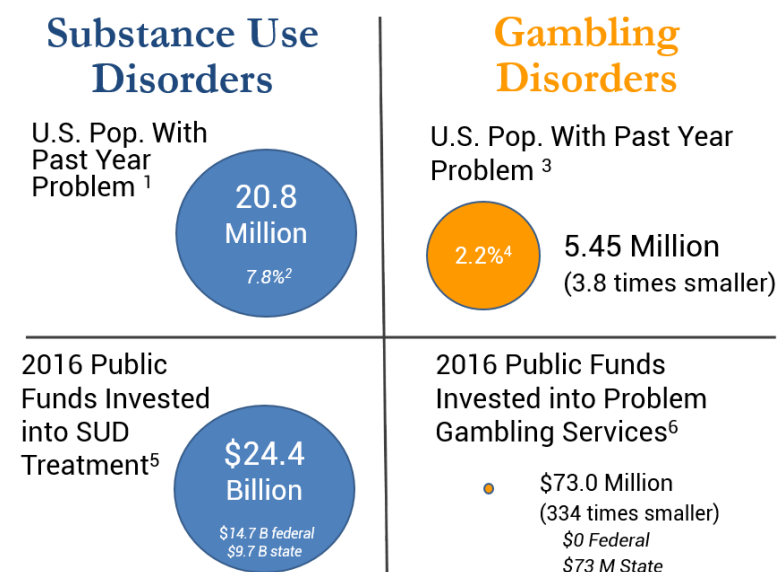 Substance Use
Disorders
U.S. Pop. With
Past Year
Problem 1
20.8
Million
7.8%2
Gambling
Disorders
U.S. Pop. With Past Year
Problem 3
2.2%4
5.45 Million
(3.8 times smaller)
2016 Public
Funds Invested
into SUD
Treatment5
$24.4
Billion
$14.7 B federal
$9.7 B state
2016 Public Funds
Invested into Problem
Gambling Services6
$73.0 Million
(334 times smaller)
$0 Federal
$73 M State